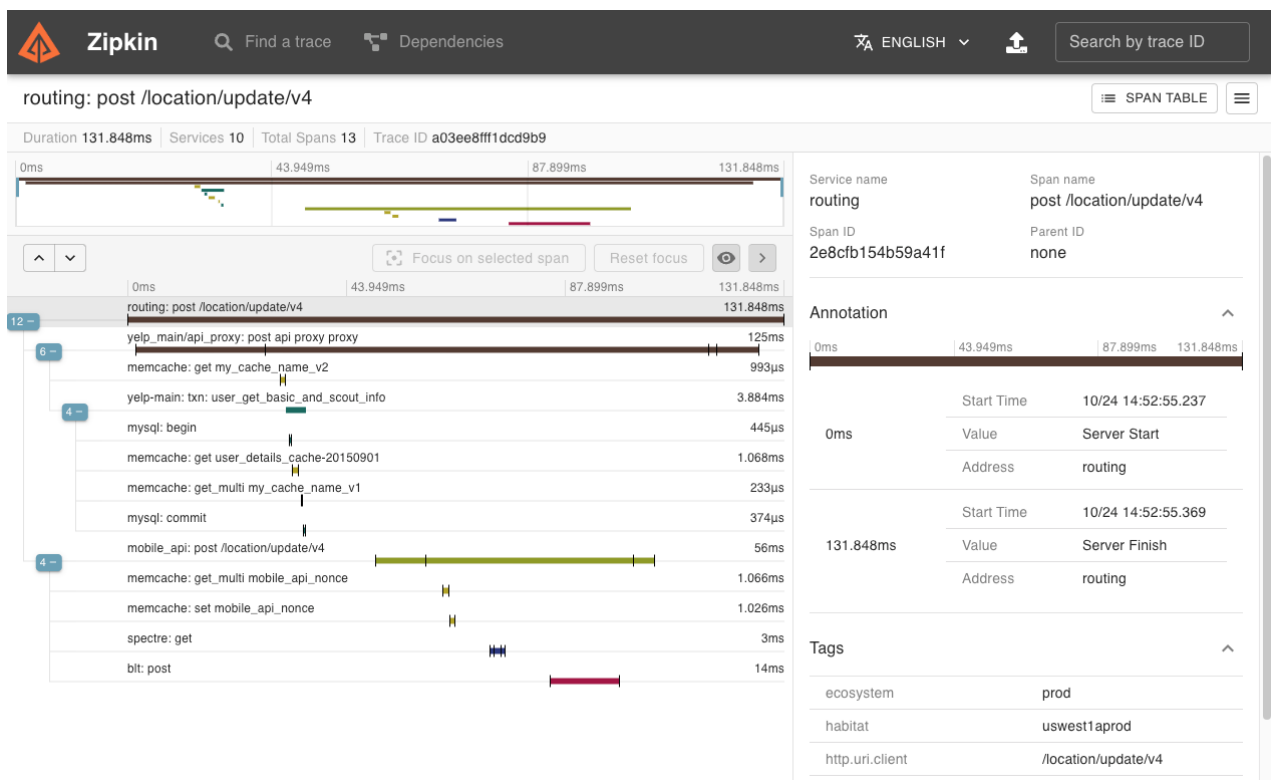 Zipkin Find a trace Dependencies ENGLISH Search by trace ID
routing: post /location/update/v4 SPAN TABLE
Duration 131.848ms Services 10 Total Spans 13 Trace ID a03ee8fff1dcd9b9
0ms 43.949ms 87.899ms 131.848ms
Focus on selected span Reset focus
0ms 43.949ms 87.899ms 131.848ms
routing: post /location/update/v4 131.848ms
12 −
yelp_main/api_proxy: post api proxy proxy 125ms
6 −
memcache: get my_cache_name_v2 993µs
yelp-main: txn: user_get_basic_and_scout_info 3.884ms
4 −
mysql: begin 445µs
memcache: get user_details_cache-20150901 1.068ms
memcache: get_multi my_cache_name_v1 233µs
mysql: commit 374µs
mobile_api: post /location/update/v4 56ms
4 −
memcache: get_multi mobile_api_nonce 1.066ms
memcache: set mobile_api_nonce 1.026ms
spectre: get 3ms
blt: post 14ms
Service name Span name
routing post /location/update/v4
Span ID Parent ID
2e8cfb154b59a41f none
Annotation
0ms 43.949ms 87.899ms 131.848ms
Start Time 10/24 14:52:55.237
0ms Value Server Start
Address routing
Start Time 10/24 14:52:55.369
131.848ms Value Server Finish
Address routing
Tags
ecosystem prod
habitat uswest1aprod
http.uri.client /location/update/v4